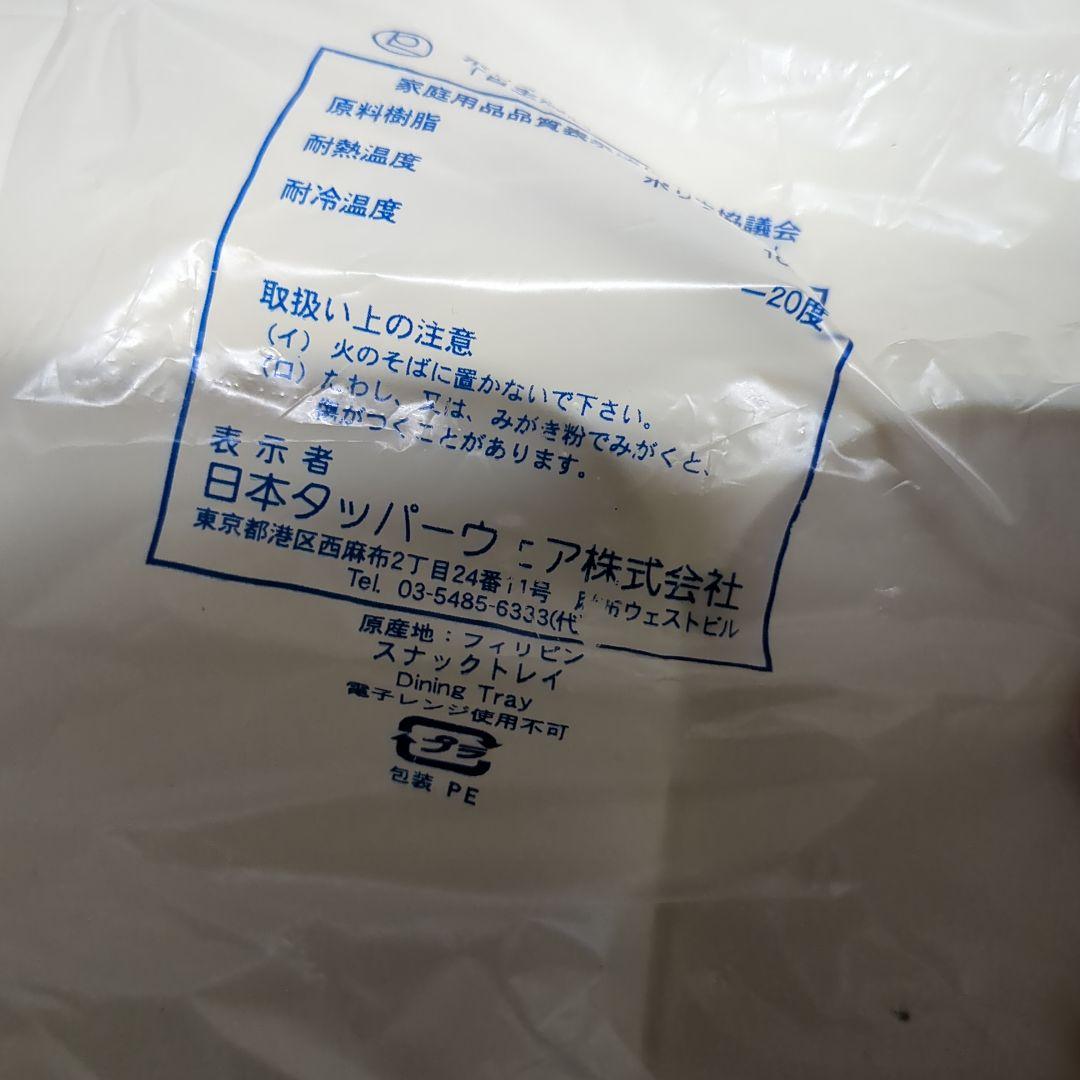 家庭用品品質表示法
原料樹脂
耐熱温度
協議会
耐冷温度
-20度
取扱い上の注意
(イ) 火のそばに置かないで下さい。
(ロ) たわし、又は、みがき粉でみがくと、
傷がつくことがあります。
表示者
日本タッパーウェア株式会社
東京都港区西麻布2丁目24番11号 ウェストビル
Tel. 03-5485-6333(代
原産地:フィリピン
スナックトレイ
Dining Tray
電子レンジ使用不可
プラ
包装 PE